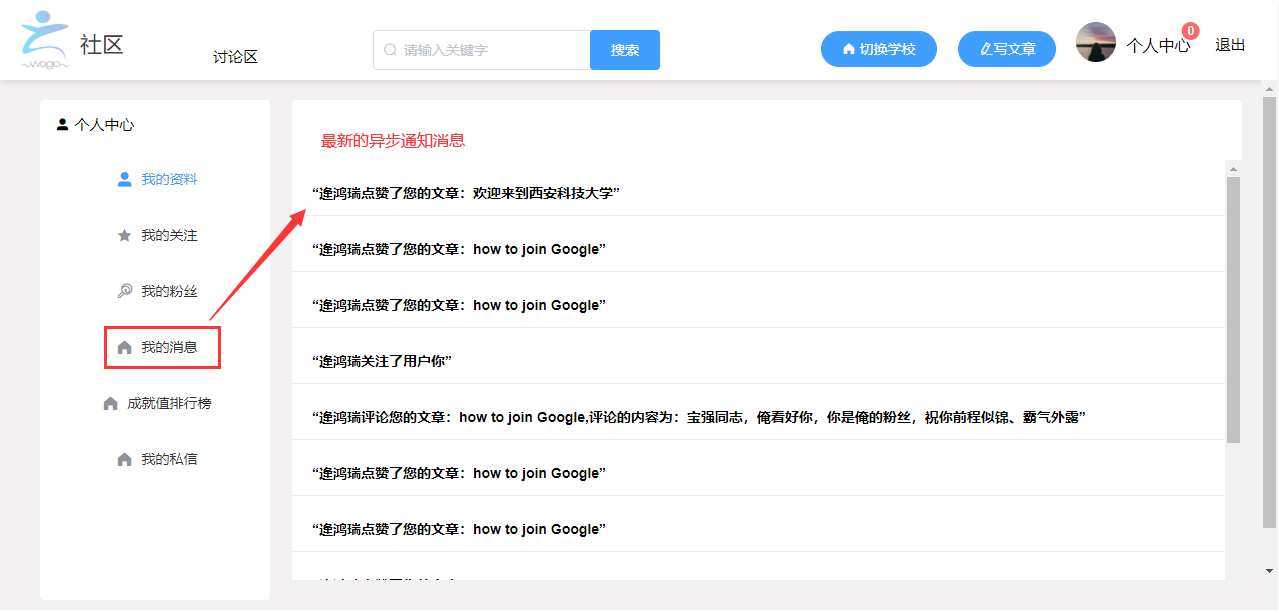 社区
讨论区
请输入关键字
搜索
切换学校
写文章
个人中心
0
退出
个人中心
我的资料
我的关注
我的粉丝
我的消息
成就值排行榜
我的私信
最新的异步通知消息
“逄鸿瑞点赞了您的文章：欢迎来到西安科技大学”
“逄鸿瑞点赞了您的文章：how to join Google”
“逄鸿瑞点赞了您的文章：how to join Google”
“逄鸿瑞关注了用户你”
“逄鸿瑞评论您的文章：how to join Google,评论的内容为：宝强同志，俺看好你，你是俺的粉丝，祝你前程似锦、霸气外露”
“逄鸿瑞点赞了您的文章：how to join Google”
“逄鸿瑞点赞了您的文章：how to join Google”